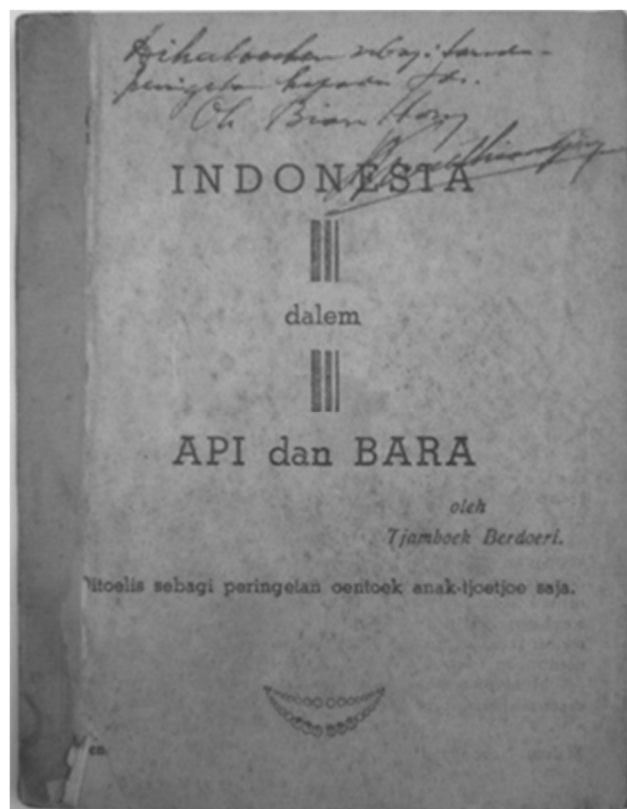 Dihatoerken sebagi tanda-
peringetan kepada Sdr.
Oh Bian Hong
INDONESIA
dalem
API dan BARA
oleh
Tjamboek Berdoeri.
Ditoelis sebagi peringetan oentoek anak-tjoetjoe saja.